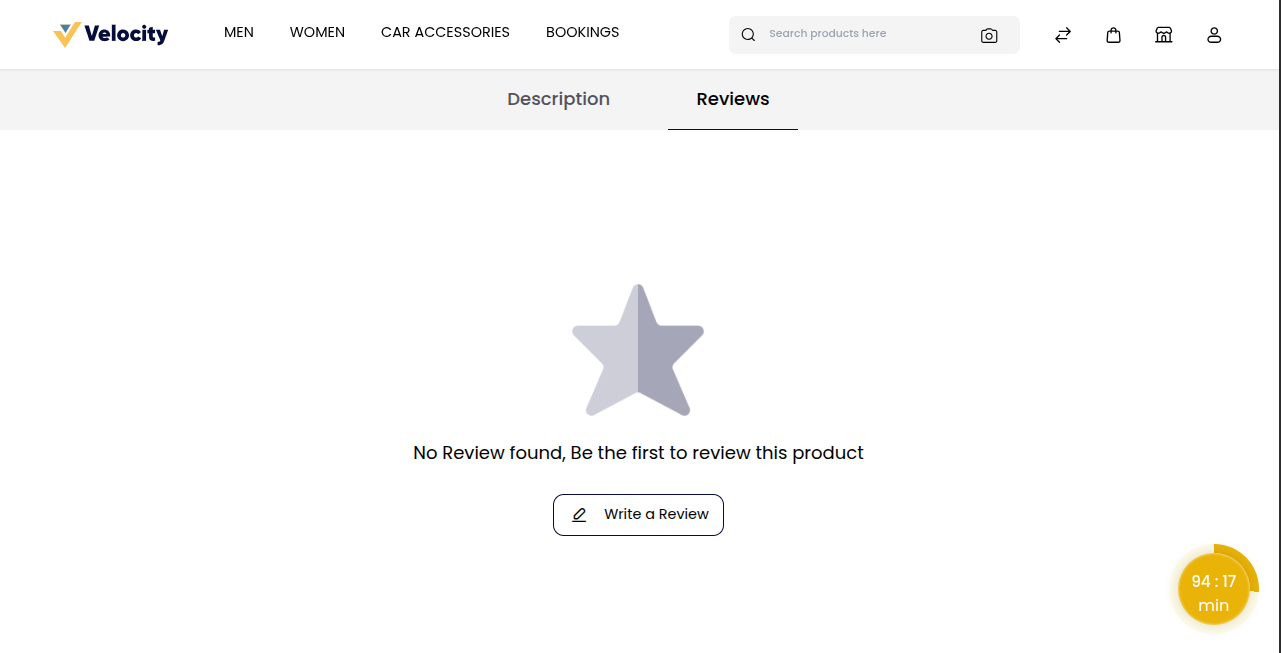 Velocity MEN WOMEN CAR ACCESSORIES BOOKINGS Search products here
Description Reviews
No Review found, Be the first to review this product
Write a Review
94 : 17
min